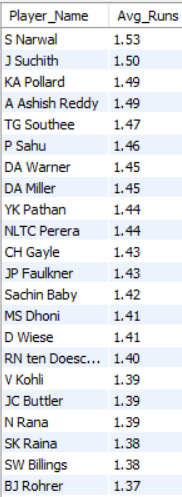 Player_Name Avg_Runs
S Narwal 1.53
J Suchith 1.50
KA Pollard 1.49
A Ashish Reddy 1.49
TG Southee 1.47
P Sahu 1.46
DA Warner 1.45
DA Miller 1.45
YK Pathan 1.44
NLTC Perera 1.44
CH Gayle 1.43
JP Faulkner 1.43
Sachin Baby 1.42
MS Dhoni 1.41
D Wiese 1.41
RN ten Doesc... 1.40
V Kohli 1.39
JC Buttler 1.39
N Rana 1.39
SK Raina 1.38
SW Billings 1.38
BJ Rohrer 1.37